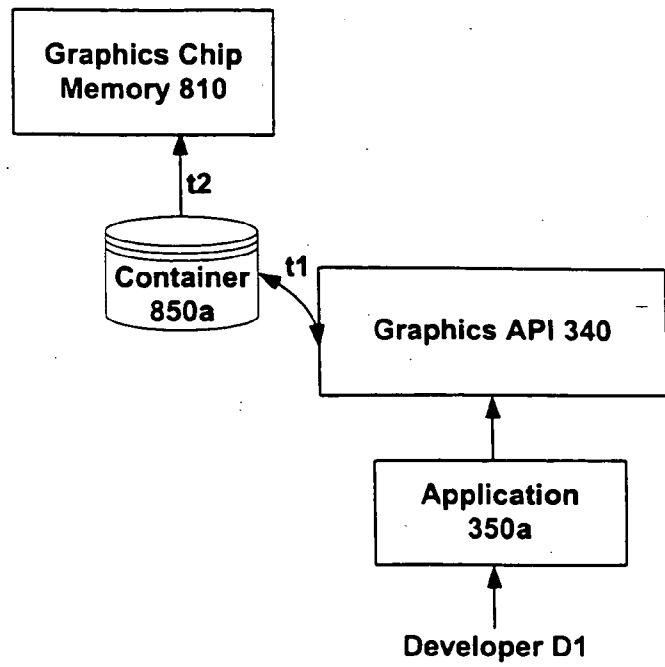 Graphics Chip
Memory 810
t2
Container
850a
t1
Graphics API 340
Application
350a
Developer D1